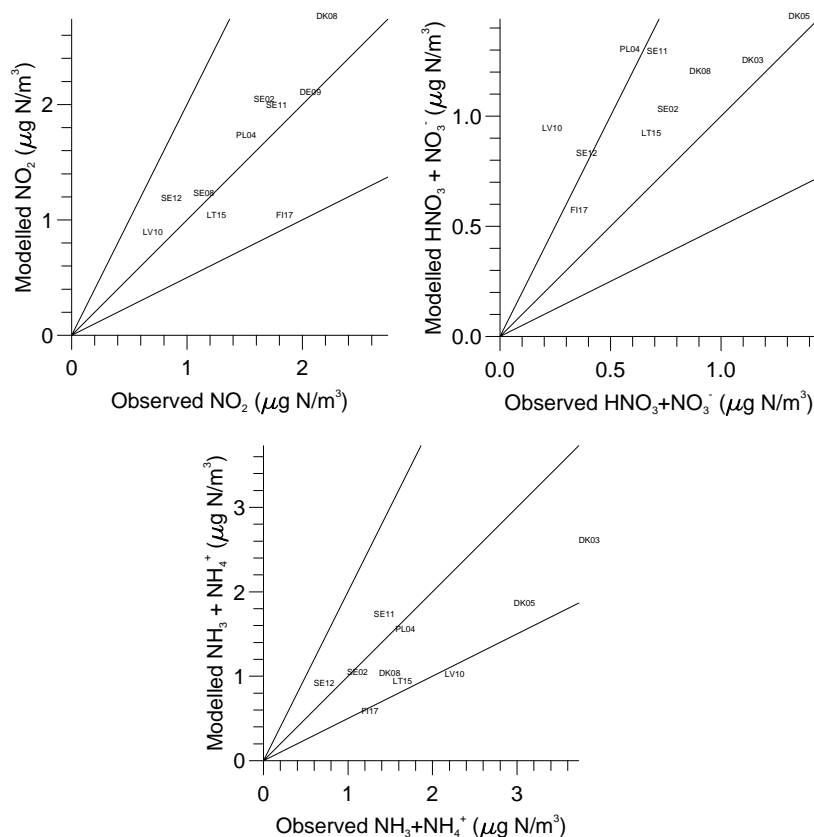 DK08
SE02
DE09
SE11
PL04
SE12
SE08
LT15
FI17
LV10
2
1
0
0 1 2
Modelled NO₂ (μg N/m³)
Observed NO₂ (μg N/m³)
DK05
PL04
SE11
DK03
DK08
SE02
LV10
LT15
SE12
FI17
1.0
0.5
0.0
0.0 0.5 1.0
Modelled HNO₃ + NO₃⁻ (μg N/m³)
Observed HNO₃+NO₃⁻ (μg N/m³)
DK03
DK05
SE11
PL04
SE02
DK08
LV10
SE12
LT15
FI17
3
2
1
0
0 1 2 3
Modelled NH₃ + NH₄⁺ (μg N/m³)
Observed NH₃+NH₄⁺ (μg N/m³)